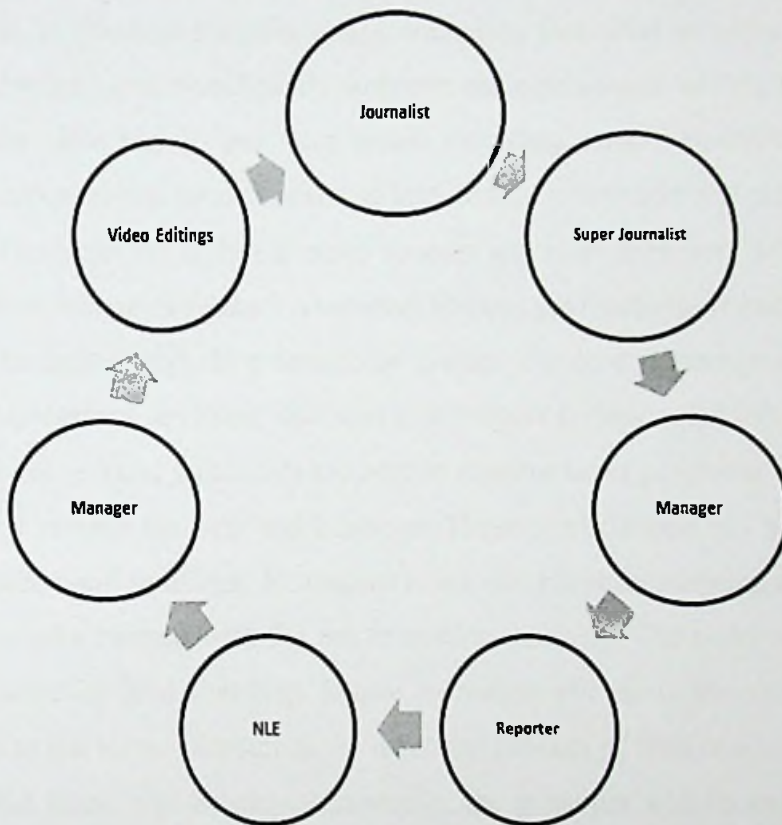 Journalist
Super Journalist
Manager
Reporter
NLE
Manager
Video Editings